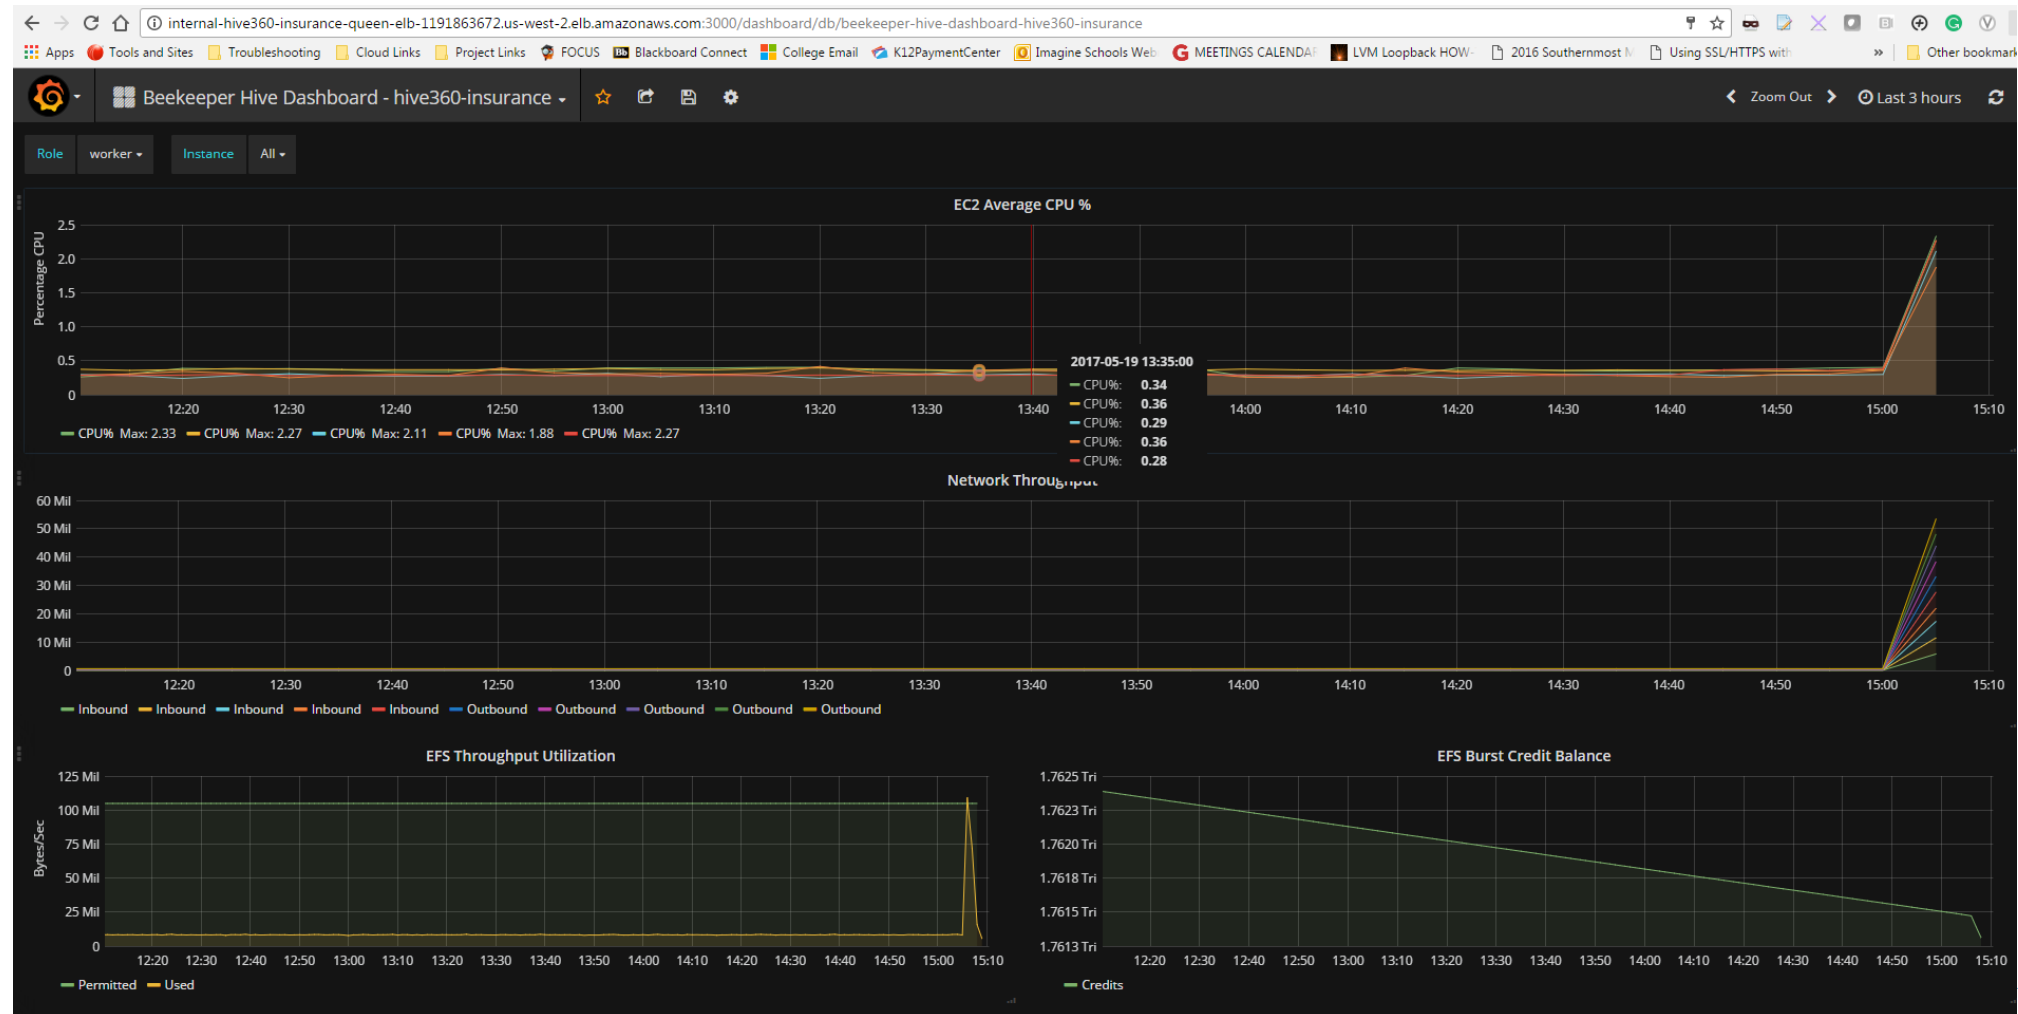 internal-hive360-insurance-queen-elb-1191863672.us-west-2.elb.amazonaws.com:3000/dashboard/db/beekeeper-hive-dashboard-hive360-insurance
Apps Tools and Sites Troubleshooting Cloud Links Project Links FOCUS Blackboard Connect College Email K12PaymentCenter Imagine Schools Web MEETINGS CALENDAR LVM Loopback HOW- 2016 Southernmost Using SSL/HTTPS with » Other bookmark
Beekeeper Hive Dashboard - hive360-insurance Zoom Out Last 3 hours
Role worker Instance All
EC2 Average CPU %
Percentage CPU
2.5
2.0
1.5
1.0
0.5
0
12:20 12:30 12:40 12:50 13:00 13:10 13:20 13:30 13:40 14:00 14:10 14:20 14:30 14:40 14:50 15:00 15:10
CPU% Max: 2.33 CPU% Max: 2.27 CPU% Max: 2.11 CPU% Max: 1.88 CPU% Max: 2.27
2017-05-19 13:35:00
CPU%: 0.34
CPU%: 0.36
CPU%: 0.29
CPU%: 0.36
CPU%: 0.28
Network Throughput
60 Mil
50 Mil
40 Mil
30 Mil
20 Mil
10 Mil
0
12:20 12:30 12:40 12:50 13:00 13:10 13:20 13:30 13:40 13:50 14:00 14:10 14:20 14:30 14:40 14:50 15:00 15:10
Inbound Inbound Inbound Inbound Inbound Outbound Outbound Outbound Outbound Outbound
EFS Throughput Utilization
Bytes/Sec
125 Mil
100 Mil
75 Mil
50 Mil
25 Mil
0
12:20 12:30 12:40 12:50 13:00 13:10 13:20 13:30 13:40 13:50 14:00 14:10 14:20 14:30 14:40 14:50 15:00 15:10
Permitted Used
EFS Burst Credit Balance
1.7625 Tri
1.7623 Tri
1.7620 Tri
1.7618 Tri
1.7615 Tri
1.7613 Tri
12:20 12:30 12:40 12:50 13:00 13:10 13:20 13:30 13:40 13:50 14:00 14:10 14:20 14:30 14:40 14:50 15:00 15:10
Credits